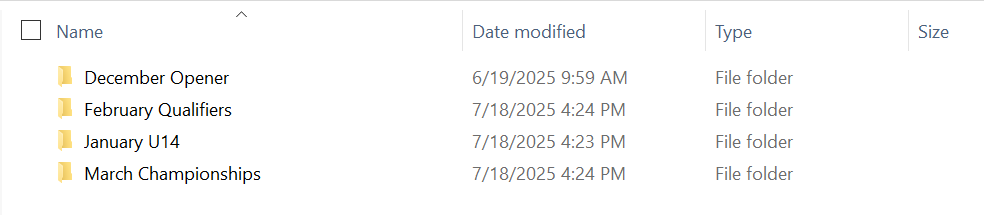 Name Date modified Type Size
December Opener 6/19/2025 9:59 AM File folder
February Qualifiers 7/18/2025 4:24 PM File folder
January U14 7/18/2025 4:23 PM File folder
March Championships 7/18/2025 4:24 PM File folder